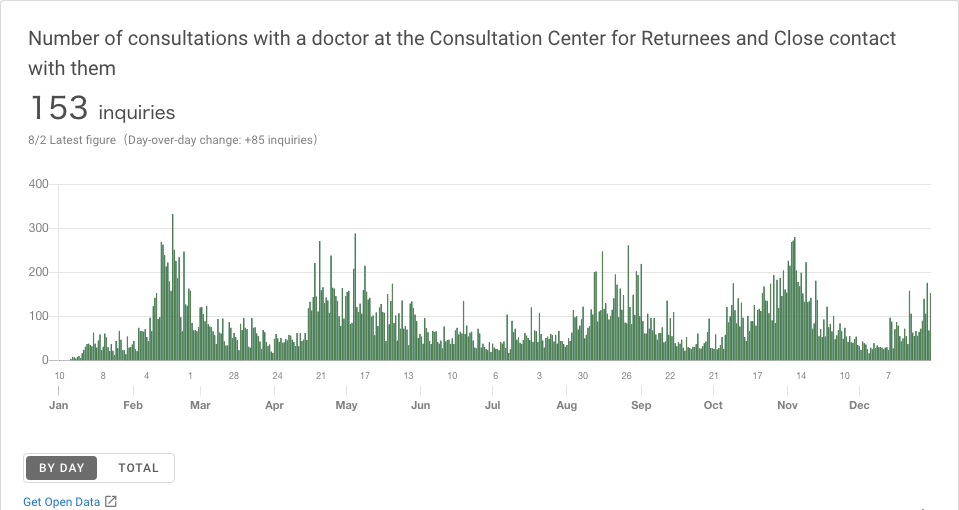 Number of consultations with a doctor at the Consultation Center for Returnees and Close contact
with them
153 inquiries
8/2 Latest figure（Day-over-day change: +85 inquiries）
400
300
200
100
0
10 8 4 1 28 24 21 17 13 10 6 3 30 26 22 21 17 14 10 7
Jan Feb Mar Apr May Jun Jul Aug Sep Oct Nov Dec
BY DAY TOTAL
Get Open Data